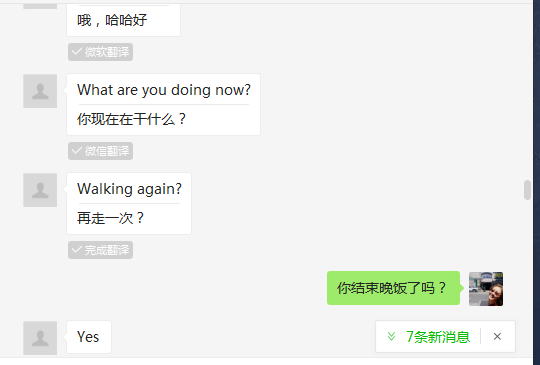 哦，哈哈好
微软翻译
What are you doing now?
你现在在干什么？
微信翻译
Walking again?
再走一次？
完成翻译
你结束晚饭了吗？
Yes
7条新消息